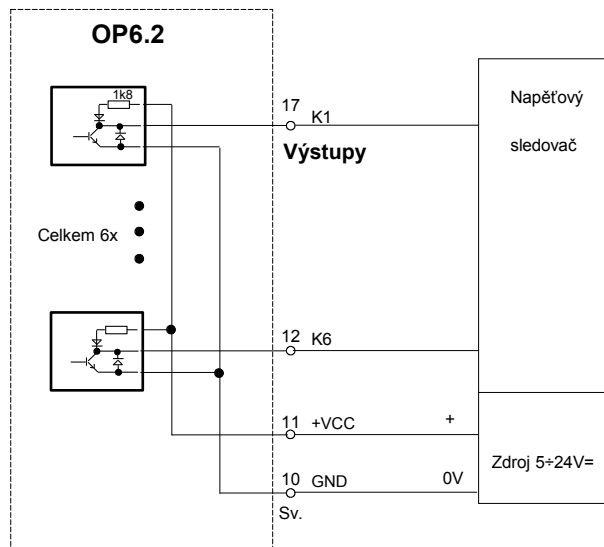 OP6.2
1k8
17
K1
Výstupy
Napěťový
sledovač
Celkem 6x
12
K6
11
+VCC
+
10
GND
0V
Zdroj 5÷24V=
Sv.